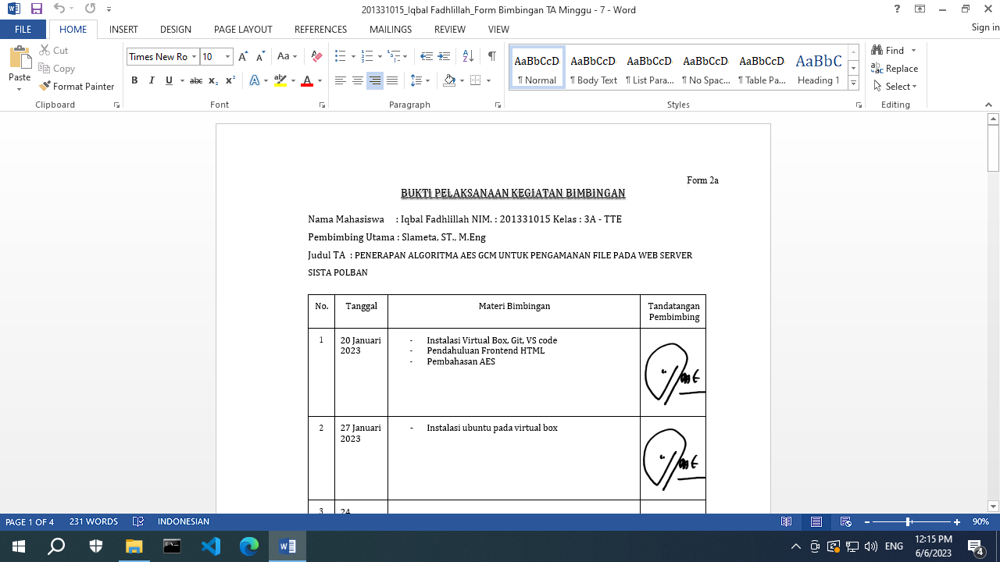 201331015_Iqbal Fadhlillah_Form Bimbingan TA Minggu - 7 - Word
FILE HOME INSERT DESIGN PAGE LAYOUT REFERENCES MAILINGS REVIEW VIEW Sign in
Paste
Cut
Copy
Format Painter
Times New Ro 10
AaBbCcD AaBbCcD AaBbCcD AaBbCcD AaBbCcD AaBbC
¶ Normal ¶ Body Text ¶ List Para... ¶ No Spac... ¶ Table Pa... Heading 1
Find
Replace
Select
Clipboard Font Paragraph Styles Editing
Form 2a
BUKTI PELAKSANAAN KEGIATAN BIMBINGAN
Nama Mahasiswa : Iqbal Fadhlillah NIM. : 201331015 Kelas : 3A - TTE
Pembimbing Utama : Slameta, ST., M.Eng
Judul TA : PENERAPAN ALGORITMA AES GCM UNTUK PENGAMANAN FILE PADA WEB SERVER
SISTA POLBAN
No. Tanggal Materi Bimbingan Tandatangan
Pembimbing
1 20 Januari
2023
- Instalasi Virtual Box, Git, VS code
- Pendahuluan Frontend HTML
- Pembahasan AES
2 27 Januari
2023
- Instalasi ubuntu pada virtual box
3 24
PAGE 1 OF 4 231 WORDS INDONESIAN 90%
ENG 12:15 PM
6/6/2023
4